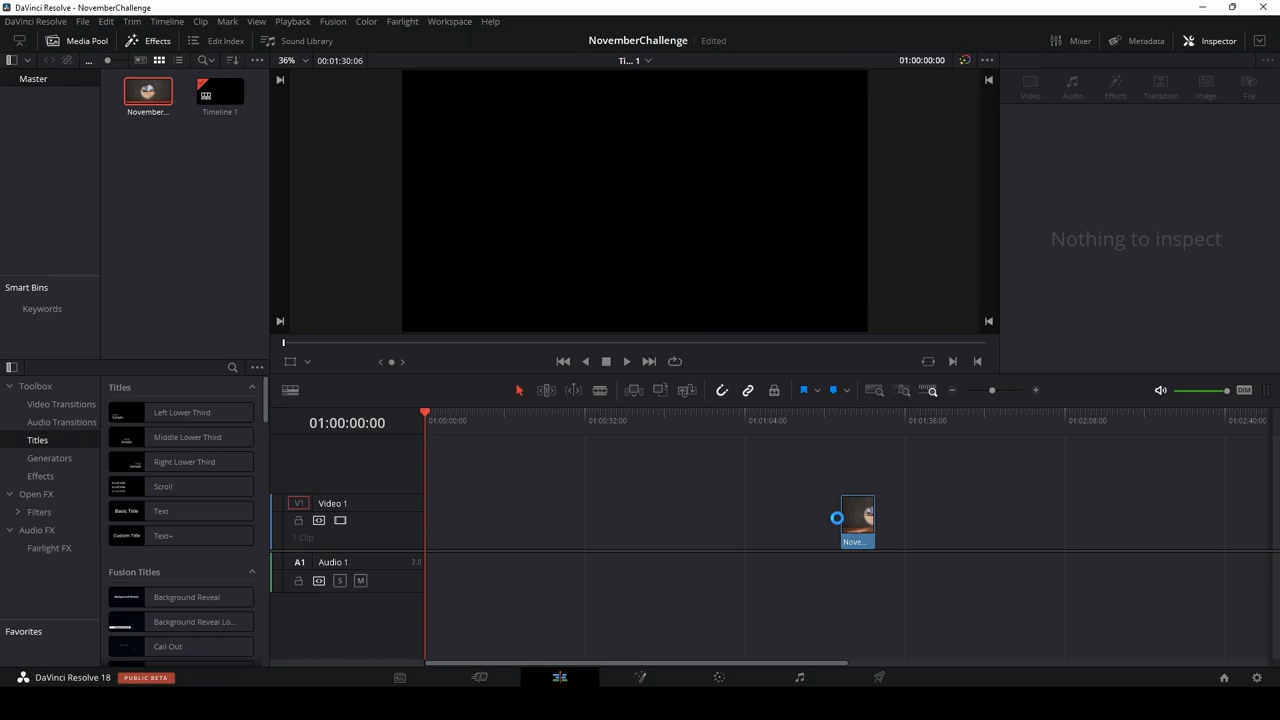 DaVinci Resolve - NovemberChallenge
DaVinci Resolve File Edit Trim Timeline Clip Mark View Playback Fusion Color Fairlight Workspace Help
Media Pool Effects Edit Index Sound Library NovemberChallenge Edited Mixer Metadata Inspector
... 36% 00:01:30:06 Ti... 1 01:00:00:00
Master
Video Audio Effects Transition Image File
November...
Timeline 1
Nothing to inspect
Smart Bins
Keywords
Toolbox
Video Transitions
Audio Transitions
Titles
Generators
Effects
Open FX
Filters
Audio FX
Fairlight FX
Favorites
Titles
Left Lower Third
Middle Lower Third
Right Lower Third
Scroll
Basic Title Text
Custom Title Text+
Fusion Titles
Background Reveal
Background Reveal Lo...
Call Out
DIM
01:00:00:00
01:00:00:00 01:00:32:00 01:01:04:00 01:01:36:00 01:02:08:00 01:02:40:00
V1 Video 1
1 Clip
Nove...
A1 Audio 1 2.0
S M
DaVinci Resolve 18 PUBLIC BETA